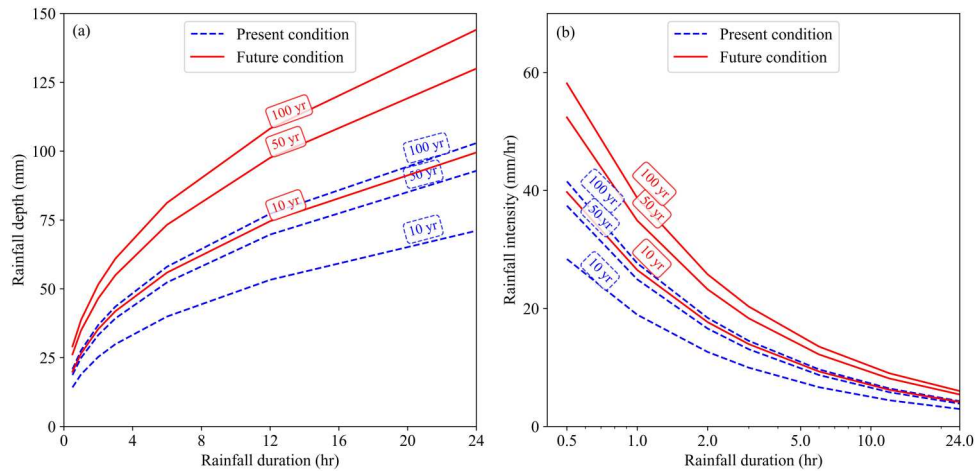 (a)
Present condition
Future condition
150
125
100
75
50
25
0
Rainfall depth (mm)
100 yr
50 yr
10 yr
100 yr
50 yr
10 yr
0 4 8 12 16 20 24
Rainfall duration (hr)
(b)
Present condition
Future condition
60
40
20
0
Rainfall intensity (mm/hr)
100 yr
50 yr
10 yr
100 yr
50 yr
10 yr
0.5 1.0 2.0 5.0 10.0 24.0
Rainfall duration (hr)